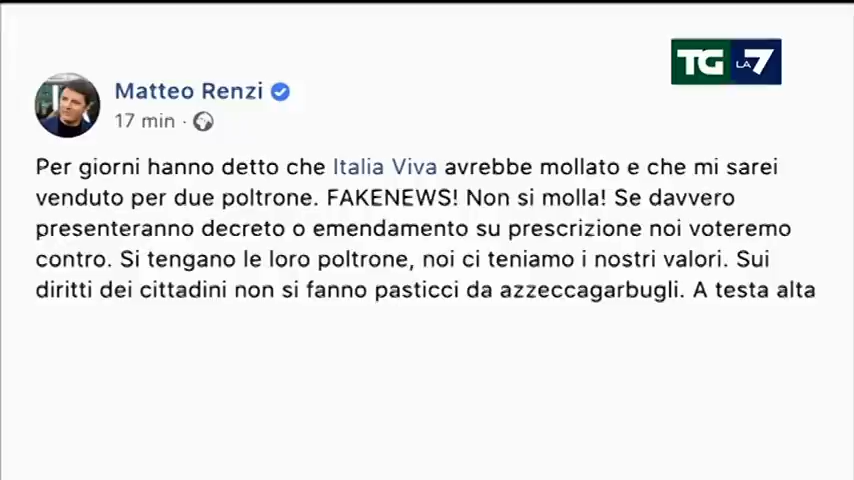 TG LA7
Matteo Renzi
17 min ·
Per giorni hanno detto che Italia Viva avrebbe mollato e che mi sarei
venduto per due poltrone. FAKENEWS! Non si molla! Se davvero
presenteranno decreto o emendamento su prescrizione noi voteremo
contro. Si tengano le loro poltrone, noi ci teniamo i nostri valori. Sui
diritti dei cittadini non si fanno pasticci da azzeccagarbugli. A testa alta